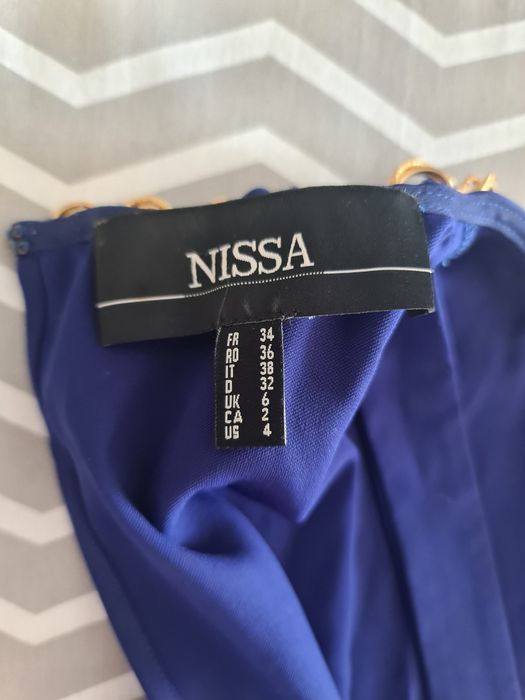 NISSA
FR 34
RO 36
IT 38
D 32
UK 6
CA 2
US 4